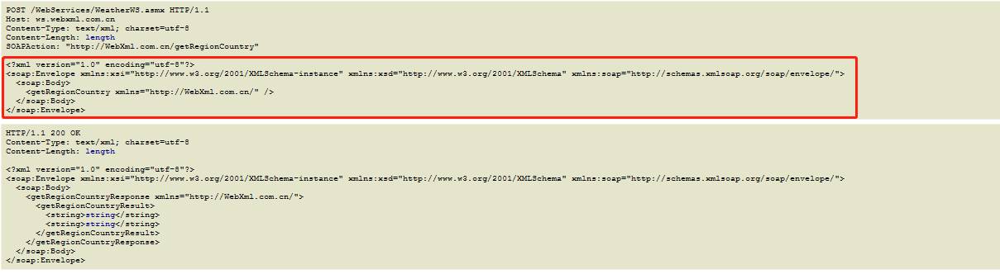 POST /WebServices/WeatherWS.asmx HTTP/1.1
Host: ws.webxml.com.cn
Content-Type: text/xml; charset=utf-8
Content-Length: length
SOAPAction: "http://WebXml.com.cn/getRegionCountry"
<?xml version="1.0" encoding="utf-8"?>
<soap:Envelope xmlns:xsi="http://www.w3.org/2001/XMLSchema-instance" xmlns:xsd="http://www.w3.org/2001/XMLSchema" xmlns:soap="http://schemas.xmlsoap.org/soap/envelope/">
  <soap:Body>
    <getRegionCountry xmlns="http://WebXml.com.cn/" />
  </soap:Body>
</soap:Envelope>
HTTP/1.1 200 OK
Content-Type: text/xml; charset=utf-8
Content-Length: length
<?xml version="1.0" encoding="utf-8"?>
<soap:Envelope xmlns:xsi="http://www.w3.org/2001/XMLSchema-instance" xmlns:xsd="http://www.w3.org/2001/XMLSchema" xmlns:soap="http://schemas.xmlsoap.org/soap/envelope/">
  <soap:Body>
    <getRegionCountryResponse xmlns="http://WebXml.com.cn/">
      <getRegionCountryResult>
        <string>string</string>
        <string>string</string>
      </getRegionCountryResult>
    </getRegionCountryResponse>
  </soap:Body>
</soap:Envelope>